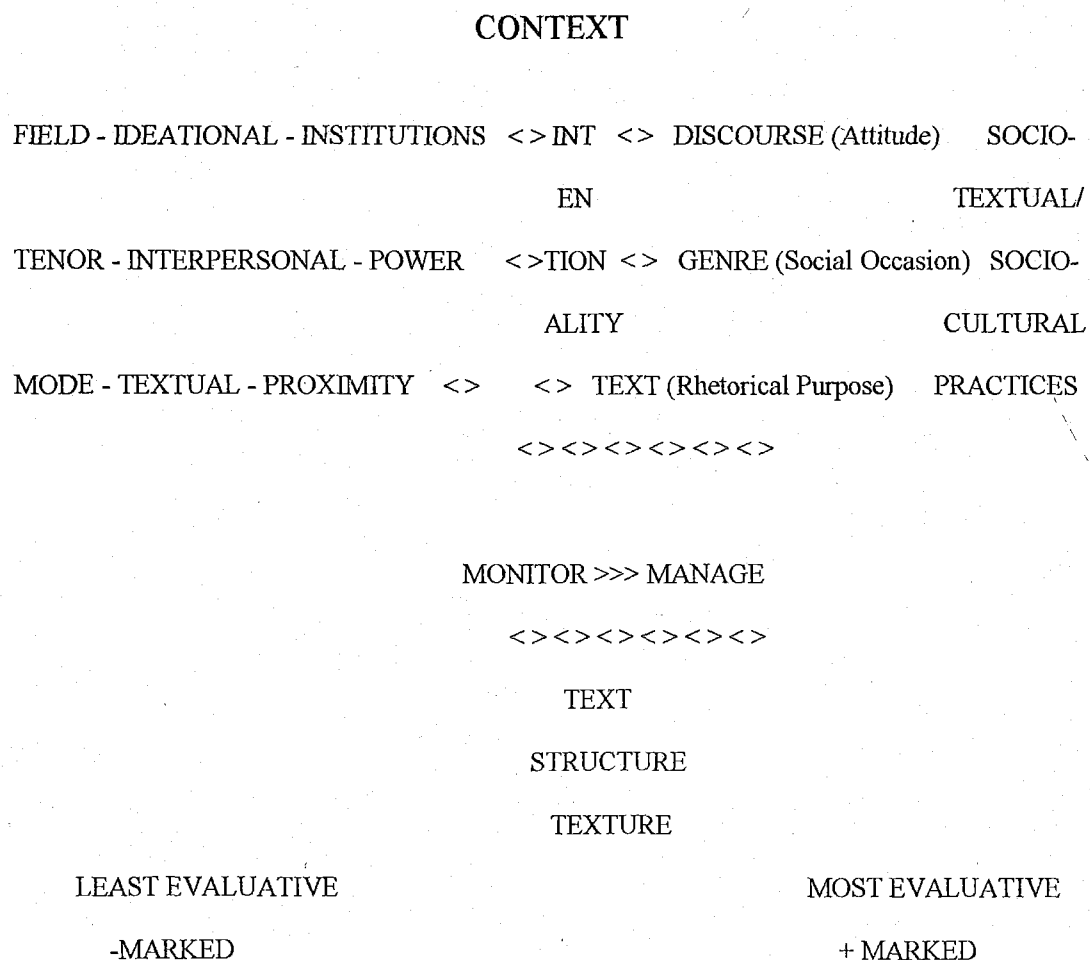 CONTEXT
FIELD - IDEATIONAL - INSTITUTIONS <> INT <> DISCOURSE (Attitude) SOCIO-
EN TEXTUAL/
TENOR - INTERPERSONAL - POWER <>TION <> GENRE (Social Occasion) SOCIO-
ALITY CULTURAL
MODE - TEXTUAL - PROXIMITY <> <> TEXT (Rhetorical Purpose) PRACTICES
<><><><><><>
MONITOR >>> MANAGE
<><><><><><>
TEXT
STRUCTURE
TEXTURE
LEAST EVALUATIVE MOST EVALUATIVE
-MARKED + MARKED